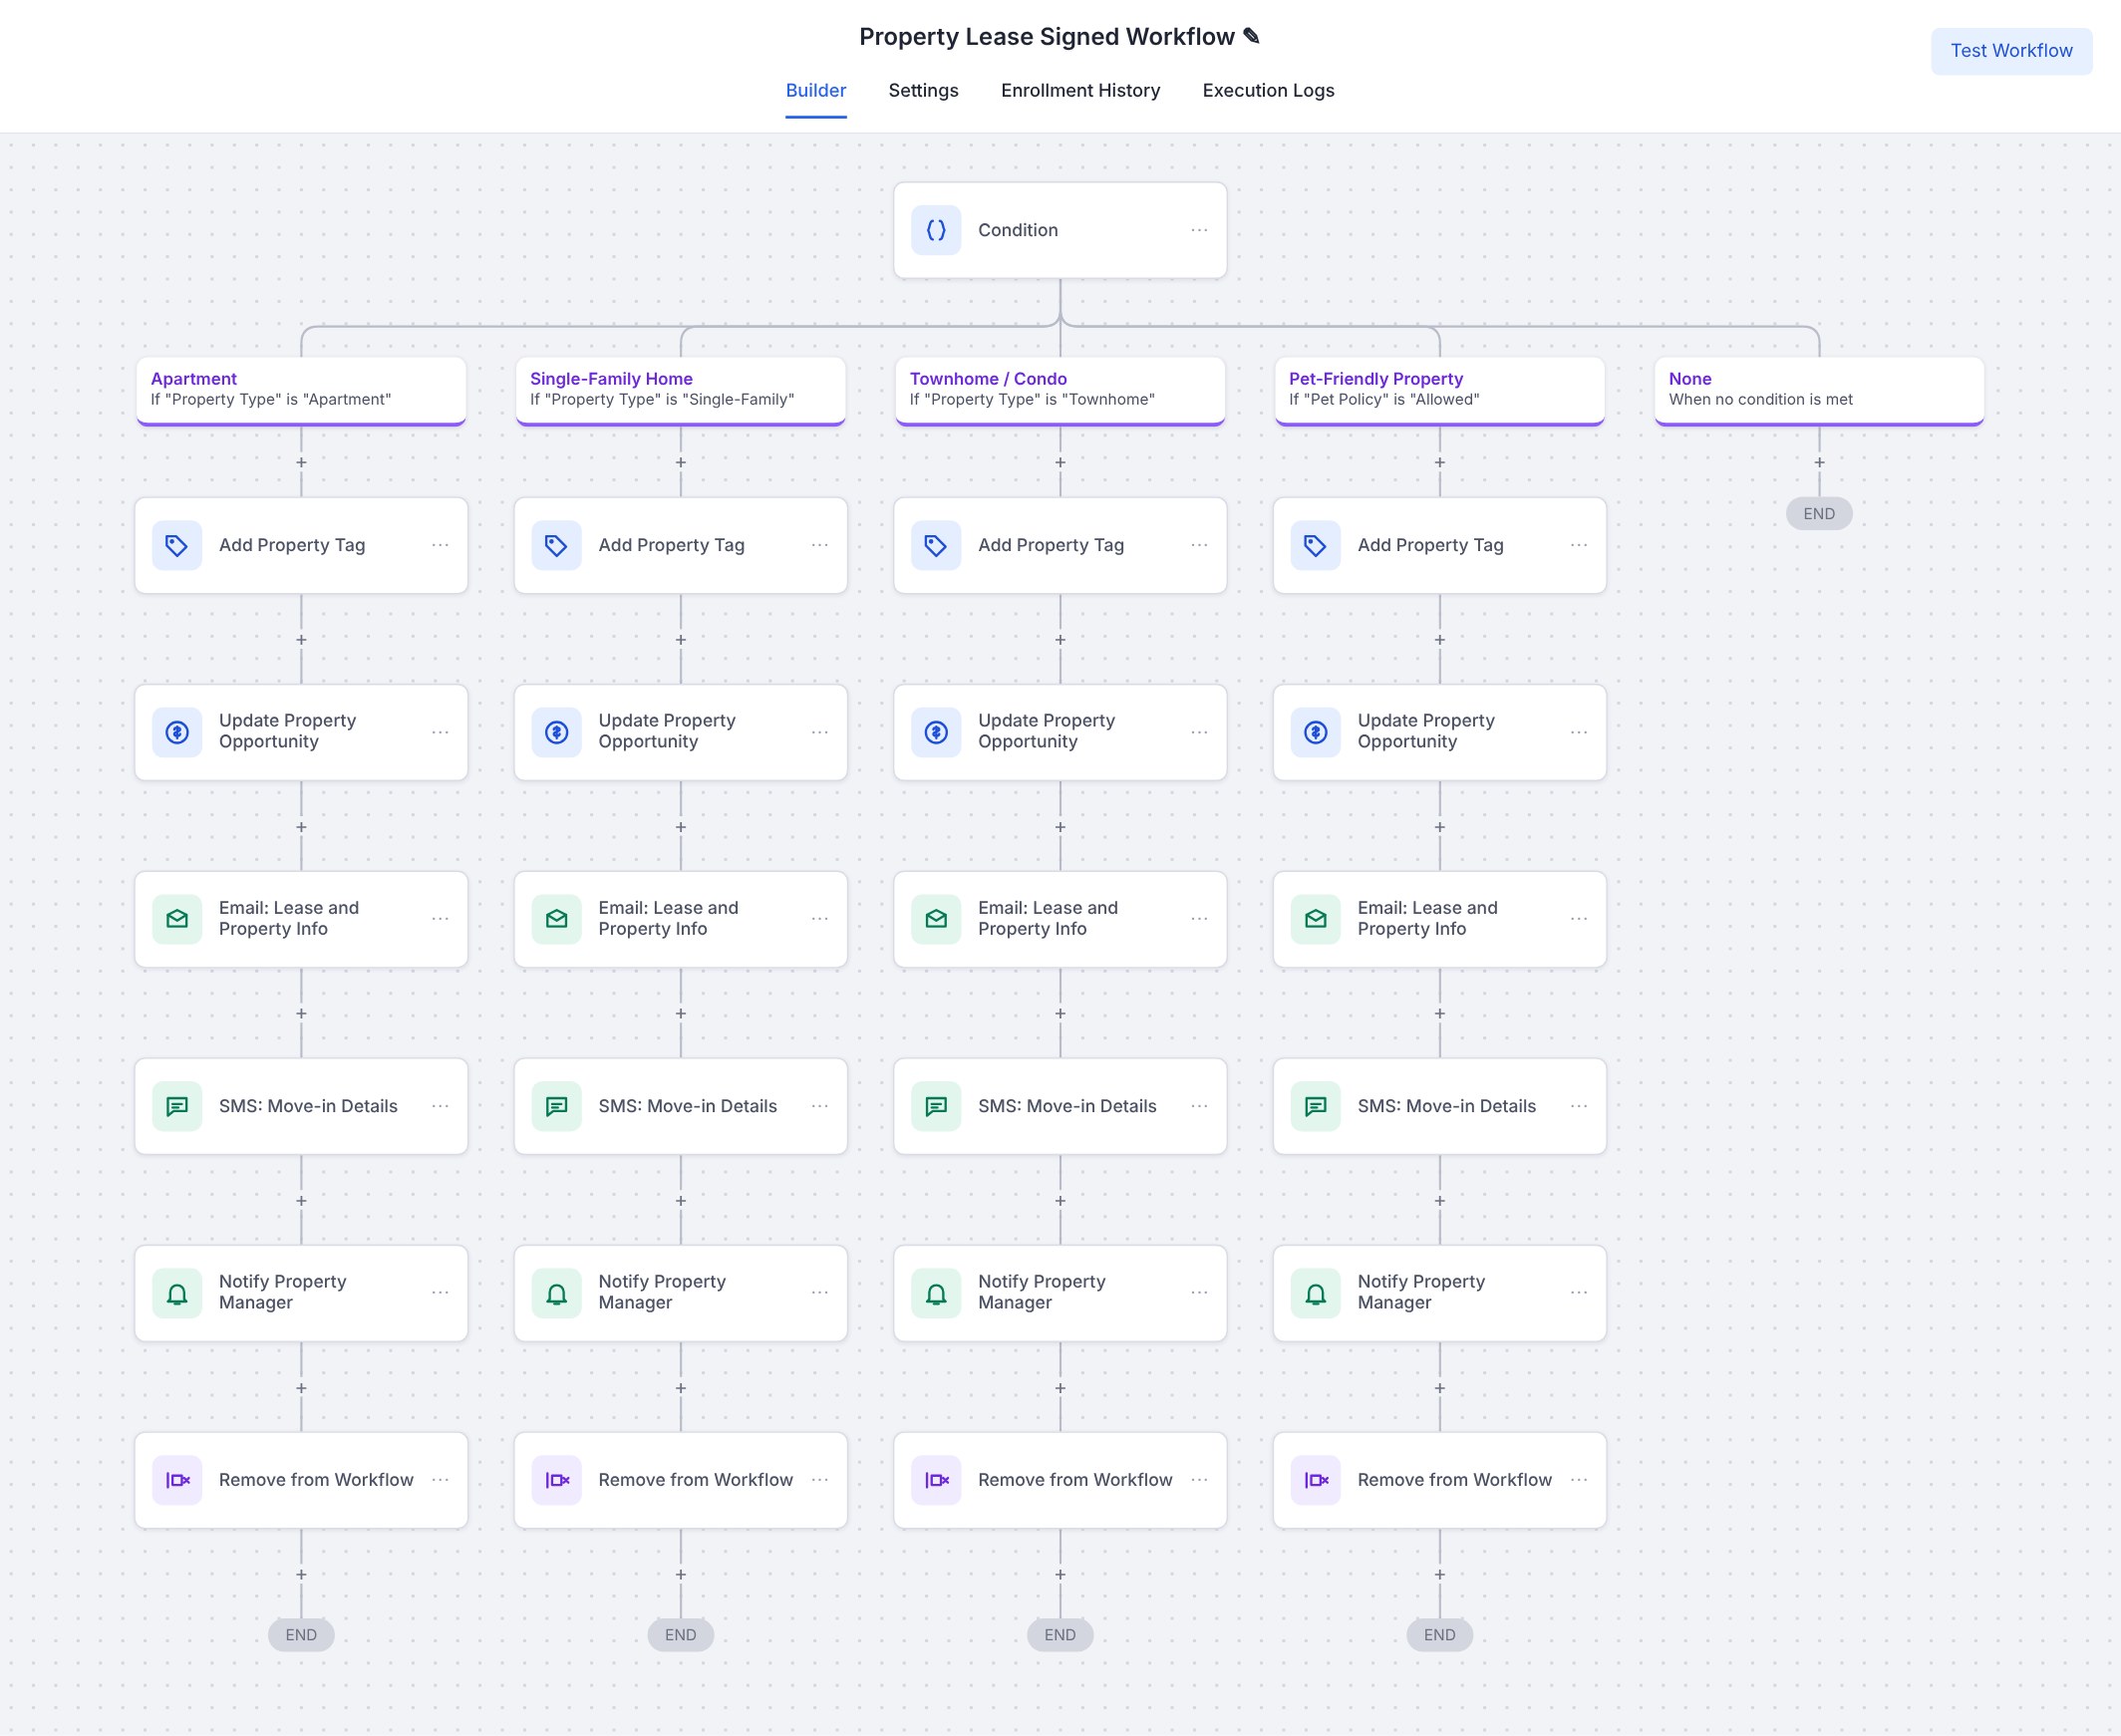 Property Lease Signed Workflow ✎
Test Workflow
Builder
Settings
Enrollment History
Execution Logs
Condition
Apartment
If "Property Type" is "Apartment"
Single-Family Home
If "Property Type" is "Single-Family"
Townhome / Condo
If "Property Type" is "Townhome"
Pet-Friendly Property
If "Pet Policy" is "Allowed"
None
When no condition is met
Add Property Tag
Add Property Tag
Add Property Tag
Add Property Tag
END
Update Property
Opportunity
Update Property
Opportunity
Update Property
Opportunity
Update Property
Opportunity
Email: Lease and
Property Info
Email: Lease and
Property Info
Email: Lease and
Property Info
Email: Lease and
Property Info
SMS: Move-in Details
SMS: Move-in Details
SMS: Move-in Details
SMS: Move-in Details
Notify Property
Manager
Notify Property
Manager
Notify Property
Manager
Notify Property
Manager
Remove from Workflow
Remove from Workflow
Remove from Workflow
Remove from Workflow
END
END
END
END